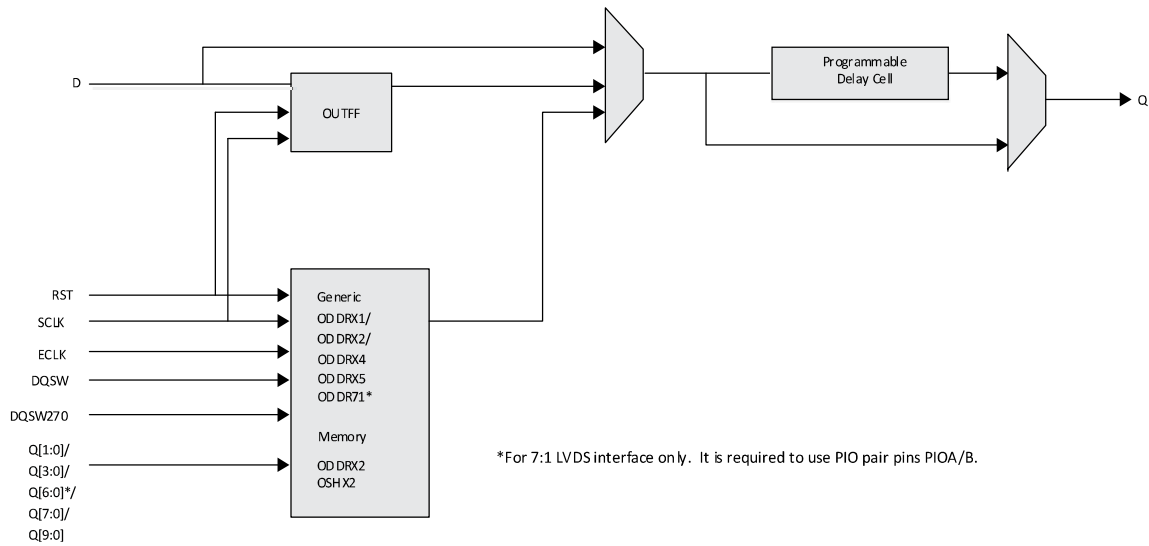 D
OUTFF
Programmable
Delay Cell
Q
RST
SCLK
ECLK
DQSW
DQSW270
Q[1:0]/
Q[3:0]/
Q[6:0]*/
Q[7:0]/
Q[9:0]
Generic
ODDRX1/
ODDRX2/
ODDRX4
ODDRX5
ODDR71*
Memory
ODDRX2
OSHX2
*For 7:1 LVDS interface only. It is required to use PIO pair pins PIOA/B.